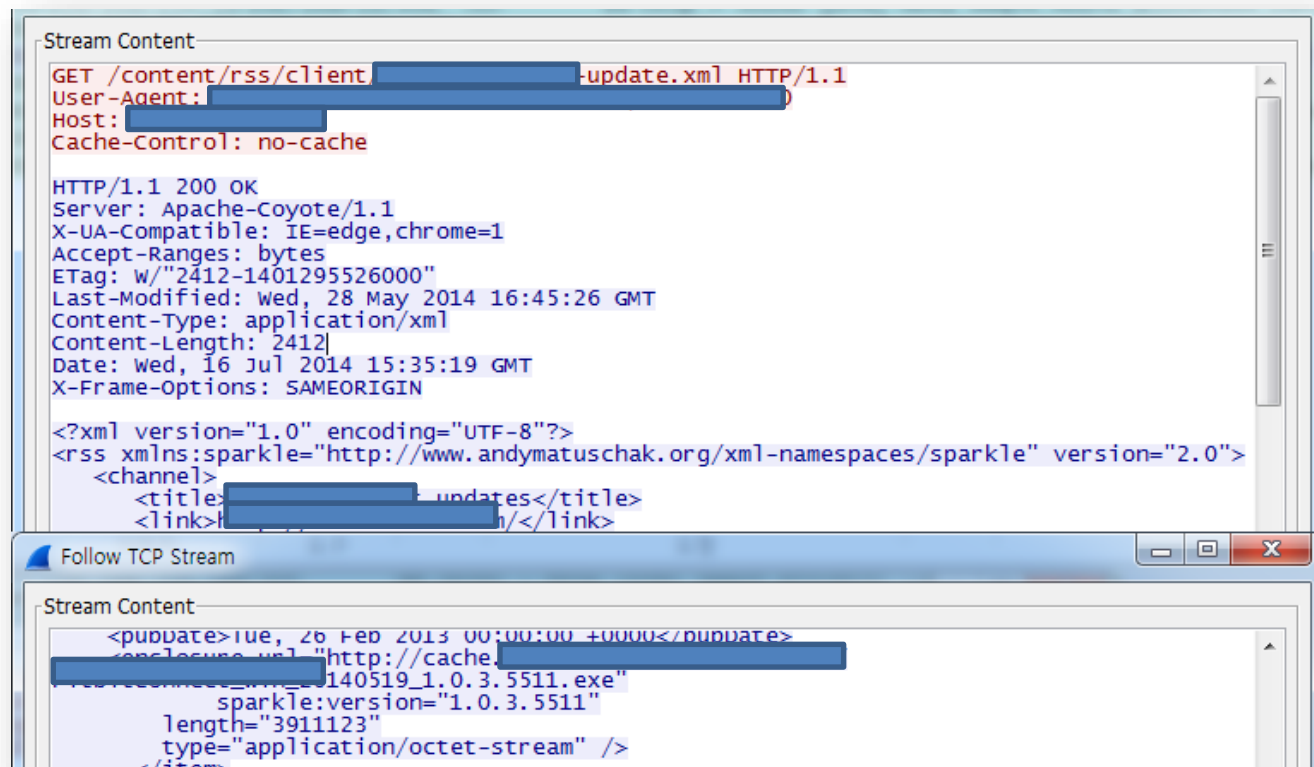 Stream Content
GET /content/rss/client/ -update.xml HTTP/1.1
User-Agent:
Host:
Cache-Control: no-cache
HTTP/1.1 200 OK
Server: Apache-Coyote/1.1
X-UA-Compatible: IE=edge,chrome=1
Accept-Ranges: bytes
ETag: W/"2412-1401295526000"
Last-Modified: Wed, 28 May 2014 16:45:26 GMT
Content-Type: application/xml
Content-Length: 2412
Date: Wed, 16 Jul 2014 15:35:19 GMT
X-Frame-Options: SAMEORIGIN
<?xml version="1.0" encoding="UTF-8"?>
<rss xmlns:sparkle="http://www.andymatuschak.org/xml-namespaces/sparkle" version="2.0">
<channel>
<title> updates</title>
<link> /</link>
Follow TCP Stream
Stream Content
<pubDate>Tue, 26 Feb 2013 00:00:00 +0000</pubDate>
"http://cache.
140519_1.0.3.5511.exe"
sparkle:version="1.0.3.5511"
length="3911123"
type="application/octet-stream" />
</item>